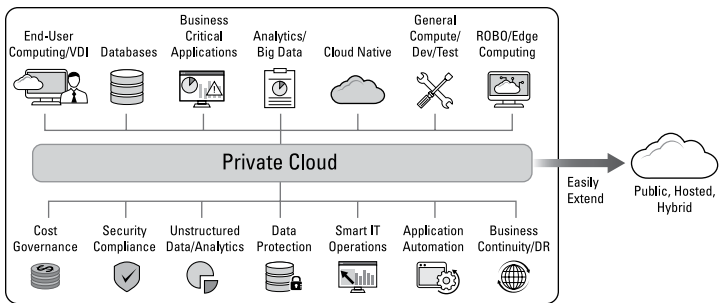 End-User
Computing/VDI
Databases
Business
Critical
Applications
Analytics/
Big Data
Cloud Native
General
Compute/
Dev/Test
ROBO/Edge
Computing
Private Cloud
Easily
Extend
Public, Hosted,
Hybrid
Cost
Governance
Security
Compliance
Unstructured
Data/Analytics
Data
Protection
Smart IT
Operations
Application
Automation
Business
Continuity/DR
$